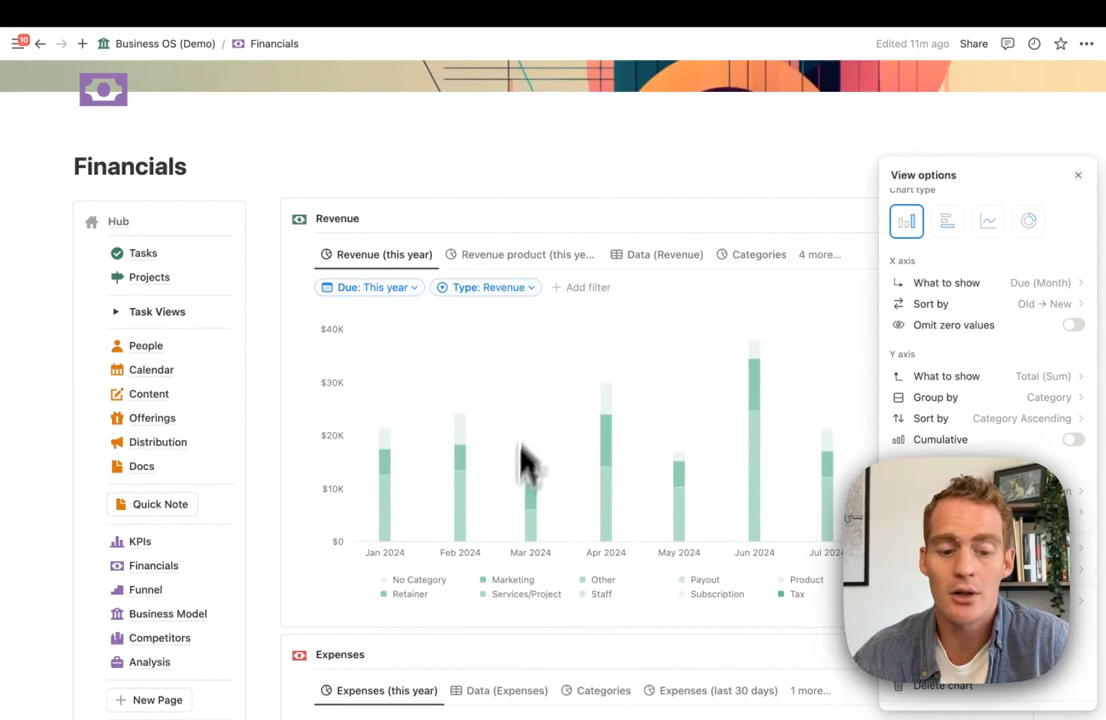 10
Business OS (Demo) / Financials
Edited 11m ago Share
Financials
Hub
Tasks
Projects
Task Views
People
Calendar
Content
Offerings
Distribution
Docs
Quick Note
KPIs
Financials
Funnel
Business Model
Competitors
Analysis
New Page
Revenue
Revenue (this year) Revenue product (this ye... Data (Revenue) Categories 4 more...
Due: This year Type: Revenue Add filter
$40K
$30K
$20K
$10K
$0
Jan 2024 Feb 2024 Mar 2024 Apr 2024 May 2024 Jun 2024 Jul 202
No Category Marketing Other Payout Product
Retainer Services/Project Staff Subscription Tax
Expenses
Expenses (this year) Data (Expenses) Categories Expenses (last 30 days) 1 more...
View options
Chart type
X axis
What to show Due (Month)
Sort by Old → New
Omit zero values
Y axis
What to show Total (Sum)
Group by Category
Sort by Category Ascending
Cumulative
Delete chart